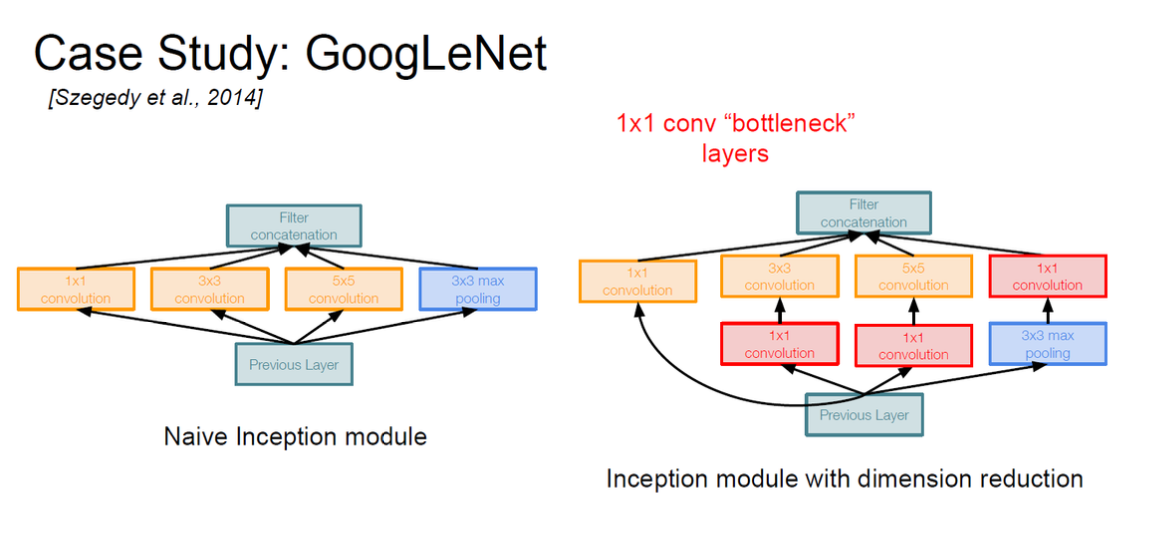 Case Study: GoogLeNet
[Szegedy et al., 2014]
1x1 conv “bottleneck”
layers
Filter
concatenation
1x1
convolution
3x3
convolution
5x5
convolution
3x3 max
pooling
Previous Layer
Naive Inception module
Filter
concatenation
1x1
convolution
3x3
convolution
5x5
convolution
1x1
convolution
1x1
convolution
1x1
convolution
3x3 max
pooling
Previous Layer
Inception module with dimension reduction